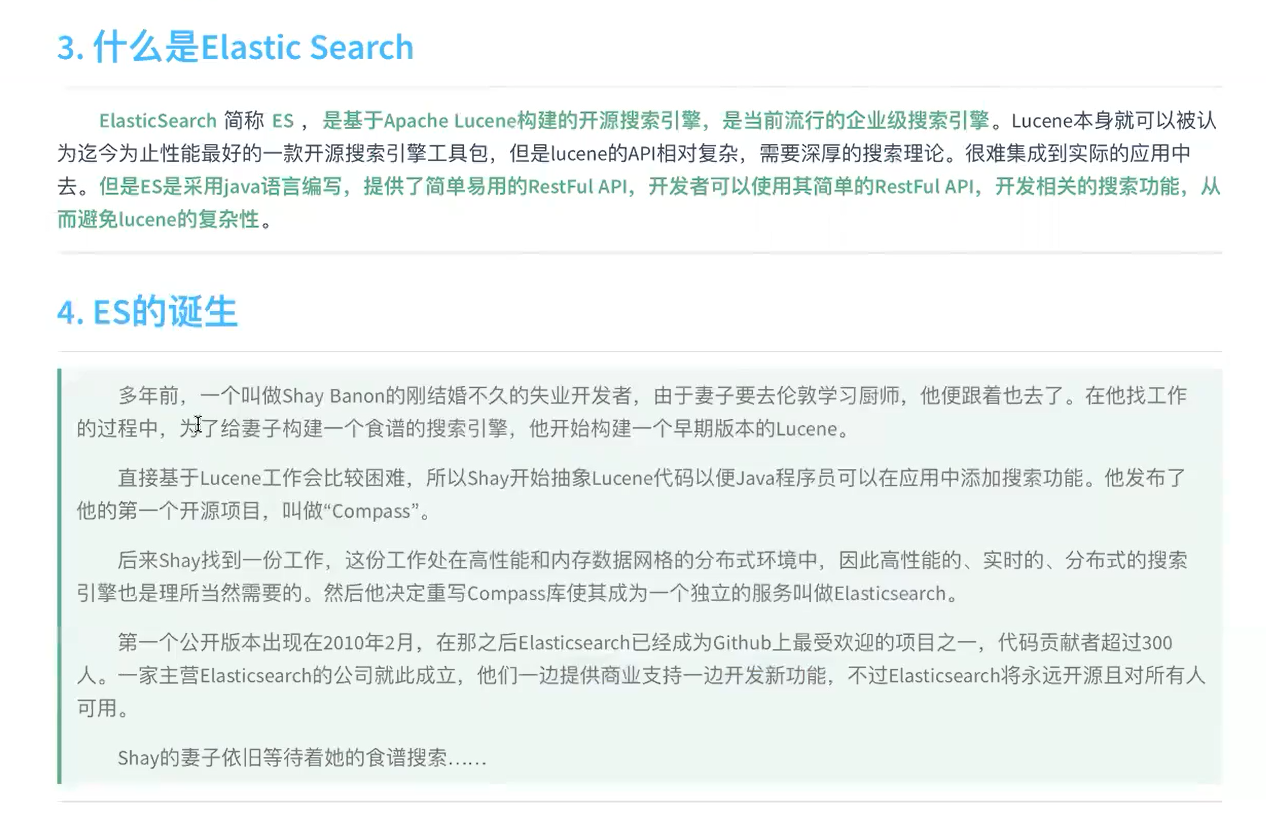 3. 什么是Elastic Search
ElasticSearch 简称 ES ，是基于Apache Lucene构建的开源搜索引擎，是当前流行的企业级搜索引擎。Lucene本身就可以被认
为迄今为止性能最好的一款开源搜索引擎工具包，但是lucene的API相对复杂，需要深厚的搜索理论。很难集成到实际的应用中
去。但是ES是采用java语言编写，提供了简单易用的RestFul API，开发者可以使用其简单的RestFul API，开发相关的搜索功能，从
而避免lucene的复杂性。
4. ES的诞生
多年前，一个叫做Shay Banon的刚结婚不久的失业开发者，由于妻子要去伦敦学习厨师，他便跟着也去了。在他找工作
的过程中，为了给妻子构建一个食谱的搜索引擎，他开始构建一个早期版本的Lucene。
直接基于Lucene工作会比较困难，所以Shay开始抽象Lucene代码以便Java程序员可以在应用中添加搜索功能。他发布了
他的第一个开源项目，叫做“Compass”。
后来Shay找到一份工作，这份工作处在高性能和内存数据网格的分布式环境中，因此高性能的、实时的、分布式的搜索
引擎也是理所当然需要的。然后他决定重写Compass库使其成为一个独立的服务叫做Elasticsearch。
第一个公开版本出现在2010年2月，在那之后Elasticsearch已经成为Github上最受欢迎的项目之一，代码贡献者超过300
人。一家主营Elasticsearch的公司就此成立，他们一边提供商业支持一边开发新功能，不过Elasticsearch将永远开源且对所有人
可用。
Shay的妻子依旧等待着她的食谱搜索……